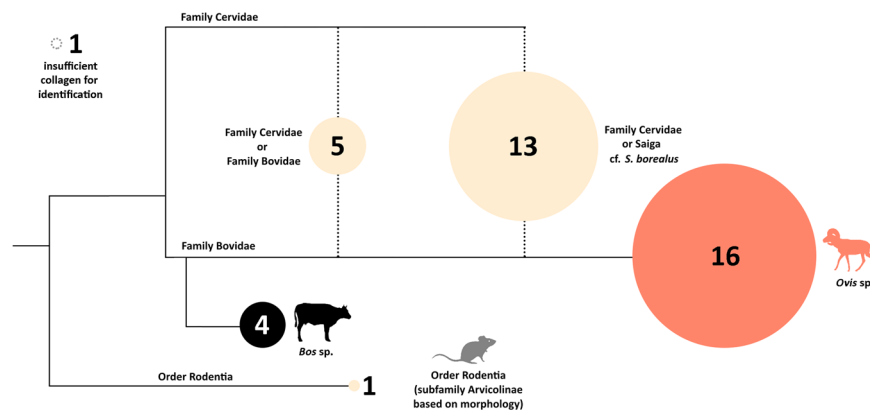 Family Cervidae
1
insufficient
collagen for
identification
Family Cervidae
or
Family Bovidae
5
13
Family Cervidae
or Saiga
cf. S. borealus
Family Bovidae
16
Ovis sp
4
Bos sp.
Order Rodentia
1
Order Rodentia
(subfamily Arvicolinae
based on morphology)